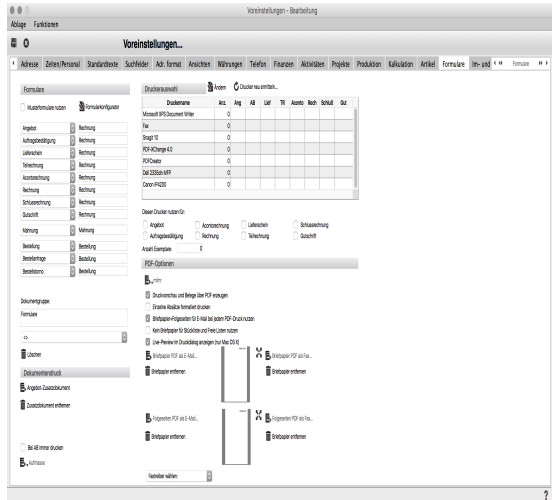 Voreinstellungen - Bearbeitung
Ablage Funktionen
Voreinstellungen...
Adresse Zeiten/Personal Standardtexte Suchfelder Adr. format Ansichten Währungen Telefon Finanzen Aktivitäten Projekte Produktion Kalkulation Artikel Formulare Im- und Formulare
Formulare
Musterformulare nutzen Formularkonfigurator
Angebot Rechnung
Auftragsbestätigung Rechnung
Lieferschein Rechnung
Teilrechnung Rechnung
Acontorechnung Rechnung
Rechnung Rechnung
Schlussrechnung Rechnung
Gutschrift Rechnung
Mahnung Mahnung
Bestellung Bestellung
Bestellanfrage Bestellung
Bestellstorno Bestellung
Dokumentgruppe:
Formulare
<>
Löschen
Dokumentendruck
Angebot-Zusatzdokument
Zusatzdokument entfernen
Bei AB immer drucken
Aufmasse
Druckerauswahl Ändern Drucker neu ermitteln...
Druckername Anz. Ang AB Lief TR Aconto Rech Schluß Gut
Microsoft XPS Document Writer 0
Fax 0
Snagit 10 0
PDF-XChange 4.0 0
PDFCreator 0
Dell 2335dn MFP 0
Canon iP4200 0
Diesen Drucker nutzen für:
Angebot Acontorechnung Lieferschein Schlussrechnung
Auftragsbestätigung Rechnung Teilrechnung Gutschrift
Anzahl Exemplare: 0
PDF-Optionen
Druckvorschau und Belege über PDF erzeugen
Einzelne Absätze formatiert drucken
Briefpapier-Folgeseiten für E-Mail bei jedem PDF-Druck nutzen
Kein Briefpapier für Stückliste und Freie Listen nutzen
Live-Preview im Druckdialog anzeigen (nur Mac OS X)
Briefpapier PDF als E-Mail... Briefpapier PDF als Fax...
Briefpapier entfernen Briefpapier entfernen
Folgeseiten PDF als E-Mail... Folgeseiten PDF als Fax...
Briefpapier entfernen Briefpapier entfernen
Faxtreiber wählen:
?